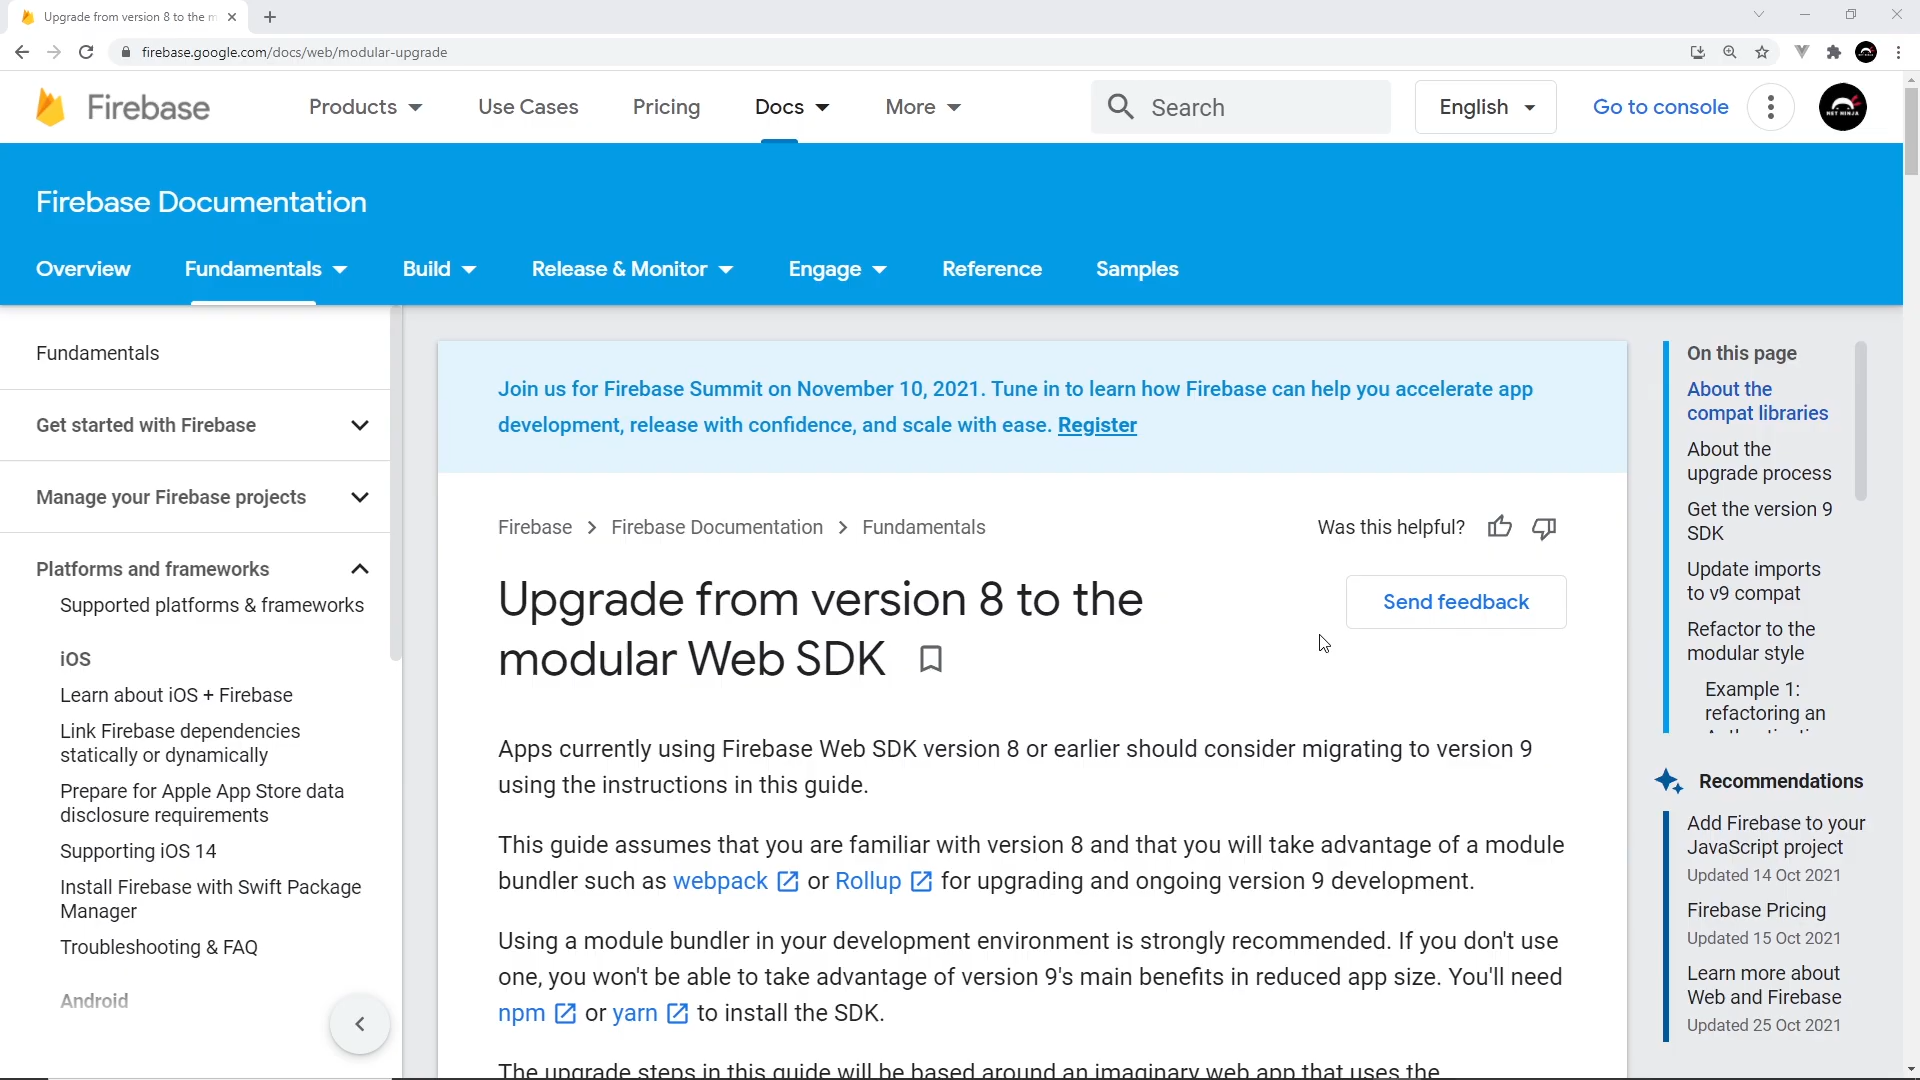 Upgrade from version 8 to the m
firebase.google.com/docs/web/modular-upgrade
Firebase
Products
Use Cases
Pricing
Docs
More
Search
English
Go to console
NET NINJA
Firebase Documentation
Overview
Fundamentals
Build
Release & Monitor
Engage
Reference
Samples
Fundamentals
Get started with Firebase
Manage your Firebase projects
Platforms and frameworks
Supported platforms & frameworks
iOS
Learn about iOS + Firebase
Link Firebase dependencies
statically or dynamically
Prepare for Apple App Store data
disclosure requirements
Supporting iOS 14
Install Firebase with Swift Package
Manager
Troubleshooting & FAQ
Android
Join us for Firebase Summit on November 10, 2021. Tune in to learn how Firebase can help you accelerate app
development, release with confidence, and scale with ease. Register
Firebase > Firebase Documentation > Fundamentals
Was this helpful?
Upgrade from version 8 to the
modular Web SDK
Send feedback
Apps currently using Firebase Web SDK version 8 or earlier should consider migrating to version 9
using the instructions in this guide.
This guide assumes that you are familiar with version 8 and that you will take advantage of a module
bundler such as webpack or Rollup for upgrading and ongoing version 9 development.
Using a module bundler in your development environment is strongly recommended. If you don't use
one, you won't be able to take advantage of version 9's main benefits in reduced app size. You'll need
npm or yarn to install the SDK.
The upgrade steps in this guide will be based around an imaginary web app that uses the
On this page
About the
compat libraries
About the
upgrade process
Get the version 9
SDK
Update imports
to v9 compat
Refactor to the
modular style
Example 1:
refactoring an
Recommendations
Add Firebase to your
JavaScript project
Updated 14 Oct 2021
Firebase Pricing
Updated 15 Oct 2021
Learn more about
Web and Firebase
Updated 25 Oct 2021